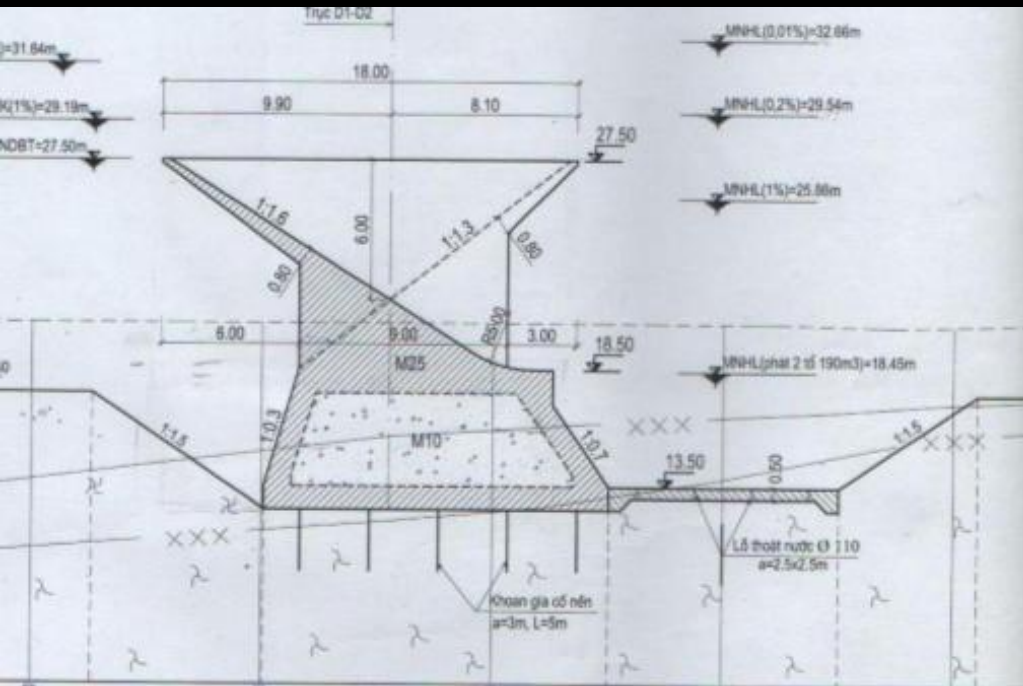 Trục D1-D2
MNHL(0,01%)=32.66m
)=31.64m
18.00
K(1%)=29.19m
9.90
8.10
MNHL(0,2%)=29.54m
NDBT=27.50m
27.50
MNHL(1%)=25.86m
1:1.6
6.00
1:1.3
0.80
0.80
6.00
9.00
R5.00
3.00
18.50
M25
MNHL(phát 2 tổ 190m3)=18.45m
1:1.5
1:0.3
M10
1:0.7
1:1.5
13.50
0.50
Lỗ thoát nước Ø 110
a=2.5x2.5m
Khoan gia cố nền
a=3m, L=5m